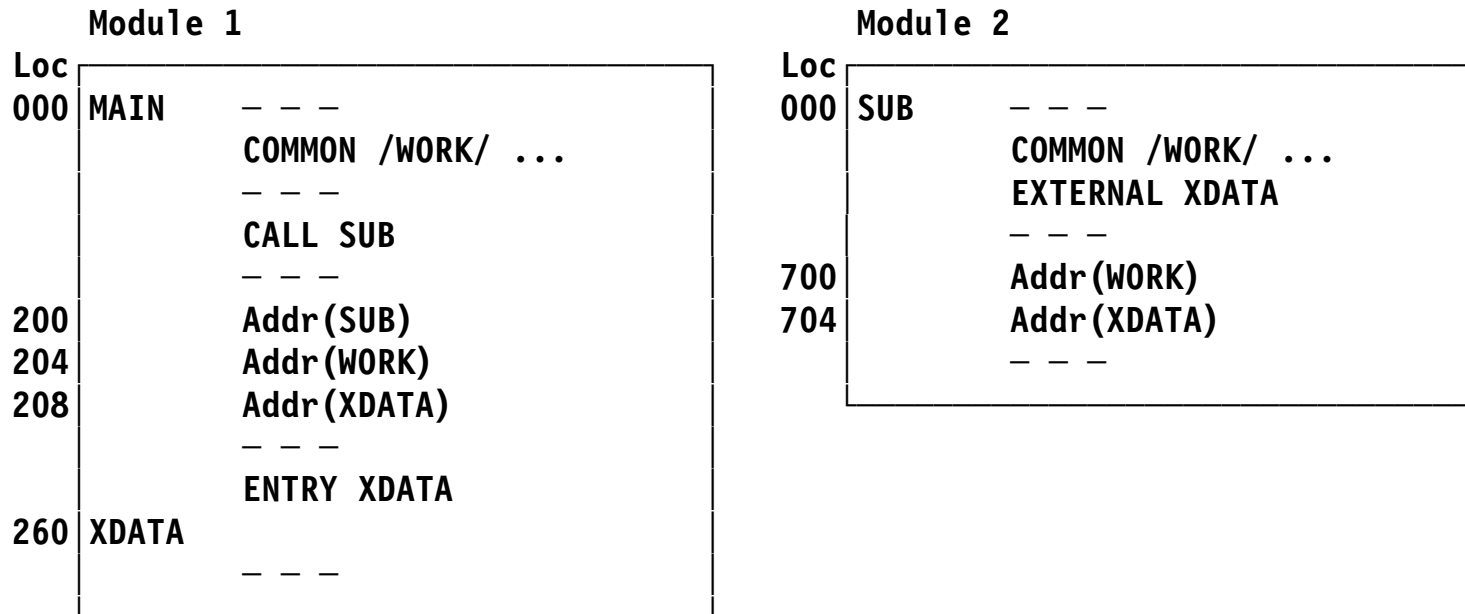 Module 1
Loc
000 MAIN — — —
COMMON /WORK/ ...
— — —
CALL SUB
— — —
200 Addr(SUB)
204 Addr(WORK)
208 Addr(XDATA)
— — —
ENTRY XDATA
260 XDATA
— — —
Module 2
Loc
000 SUB — — —
COMMON /WORK/ ...
EXTERNAL XDATA
— — —
700 Addr(WORK)
704 Addr(XDATA)
— — —